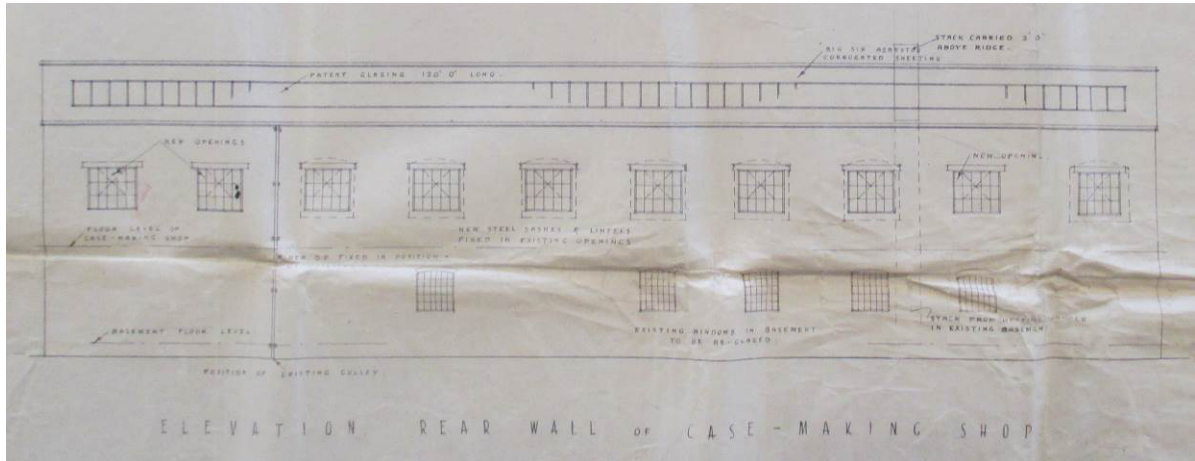 STACK CARRIED 3' 0"
ABOVE RIDGE.
"BIG SIX" ASBESTOS
CORRUGATED SHEETING
PATENT GLAZING 120' 0" LONG.
NEW OPENINGS
NEW OPENING.
FLOOR LEVEL OF
CASE-MAKING SHOP
NEW STEEL SASHES & LINTELS
FIXED IN EXISTING OPENINGS
FIXED IN POSITION
BASEMENT FLOOR LEVEL.
EXISTING WINDOWS IN BASEMENT
TO BE RE-GLAZED.
STACK FROM
IN EXISTING BASEMENT
POSITION OF EXISTING GULLEY
ELEVATION. REAR WALL OF CASE-MAKING SHOP